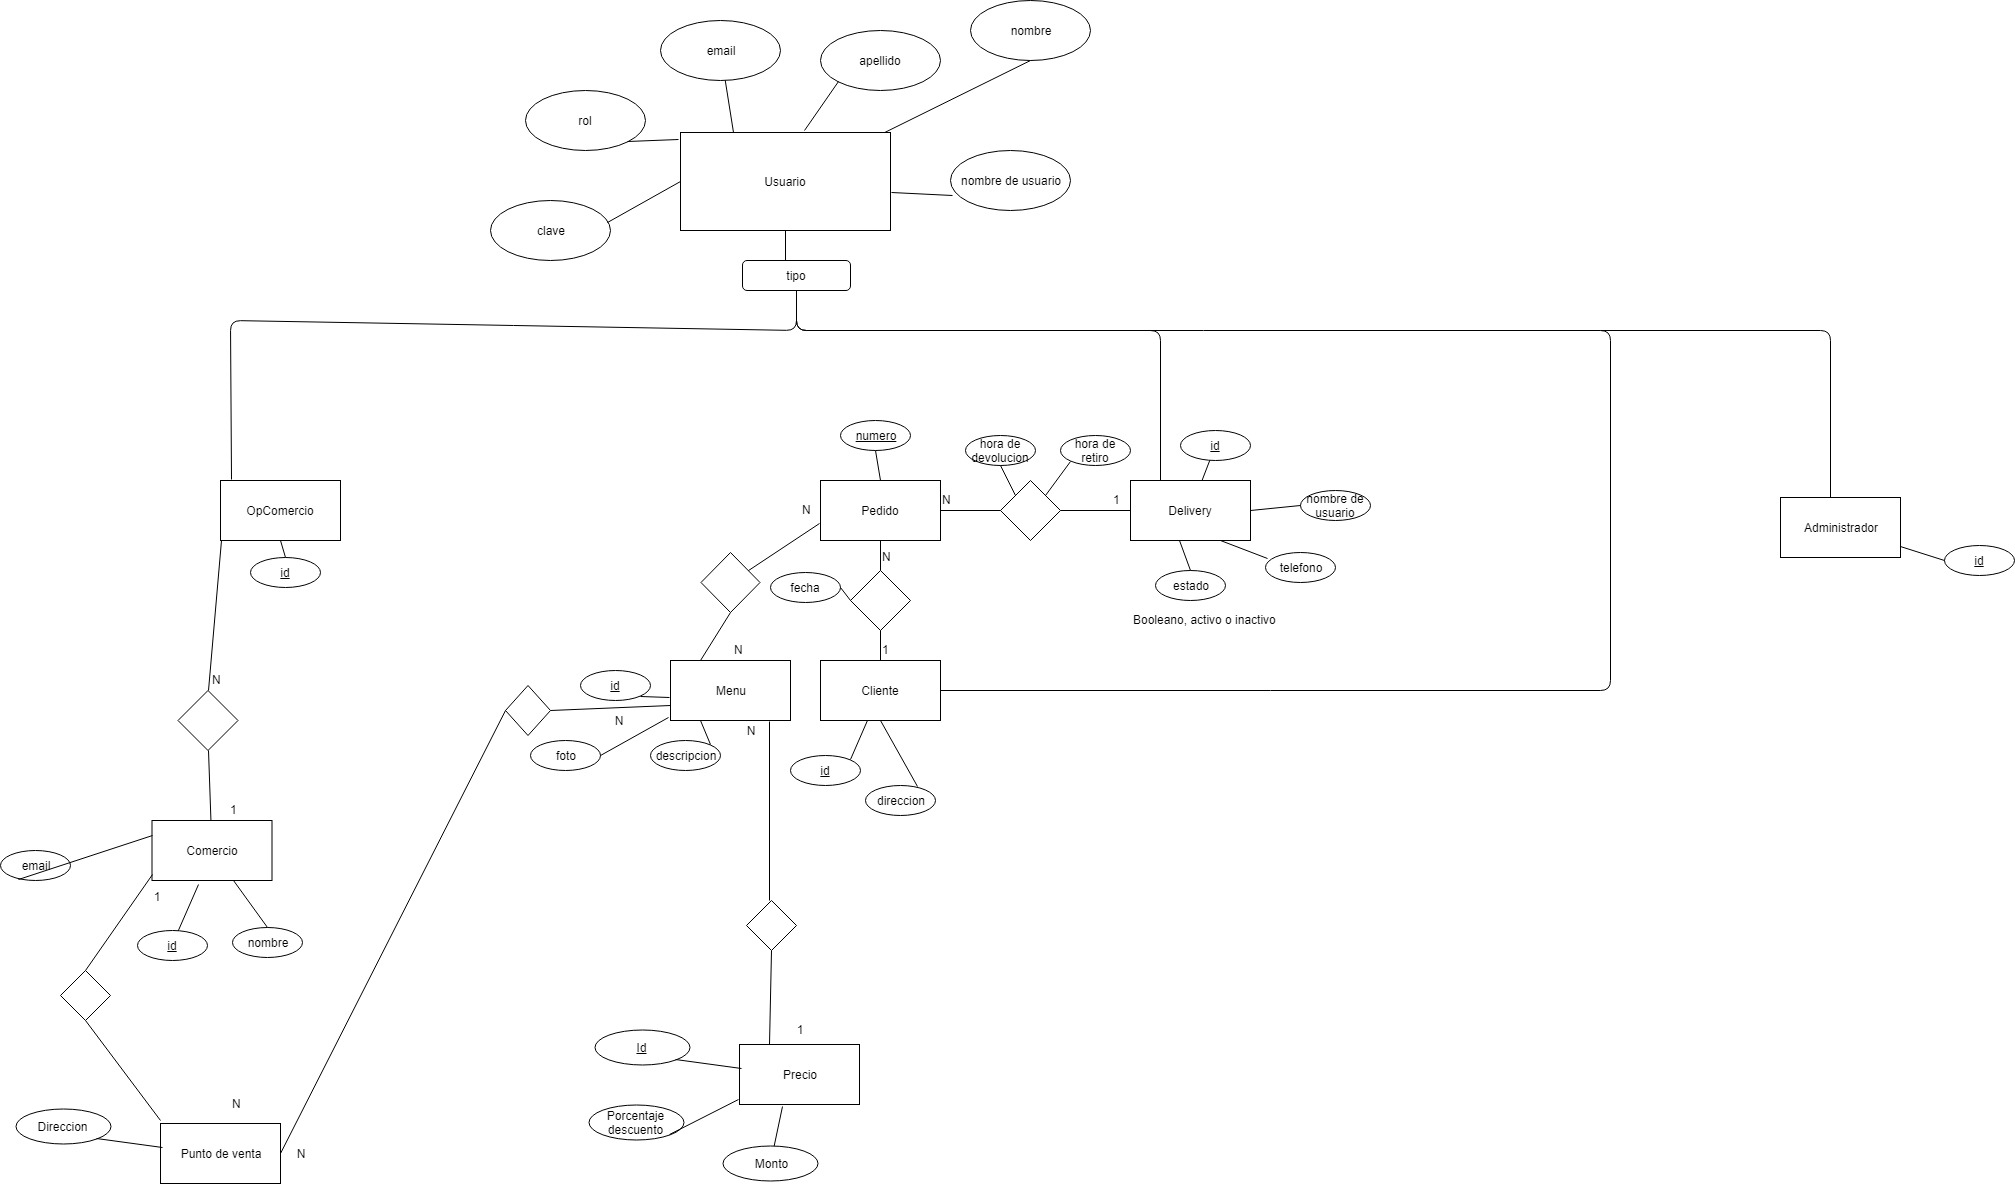 nombre
email
apellido
rol
nombre de usuario
Usuario
clave
tipo
numero
hora de
devolucion
hora de
retiro
id
N
1
nombre de
usuario
OpComercio
N
Pedido
Delivery
Administrador
id
N
id
fecha
telefono
estado
Booleano, activo o inactivo
N
1
N
id
Menu
Cliente
N
N
foto
descripcion
id
direccion
1
Comercio
email
1
id
nombre
1
Id
Precio
N
Porcentaje
descuento
Direccion
Punto de venta
N
Monto